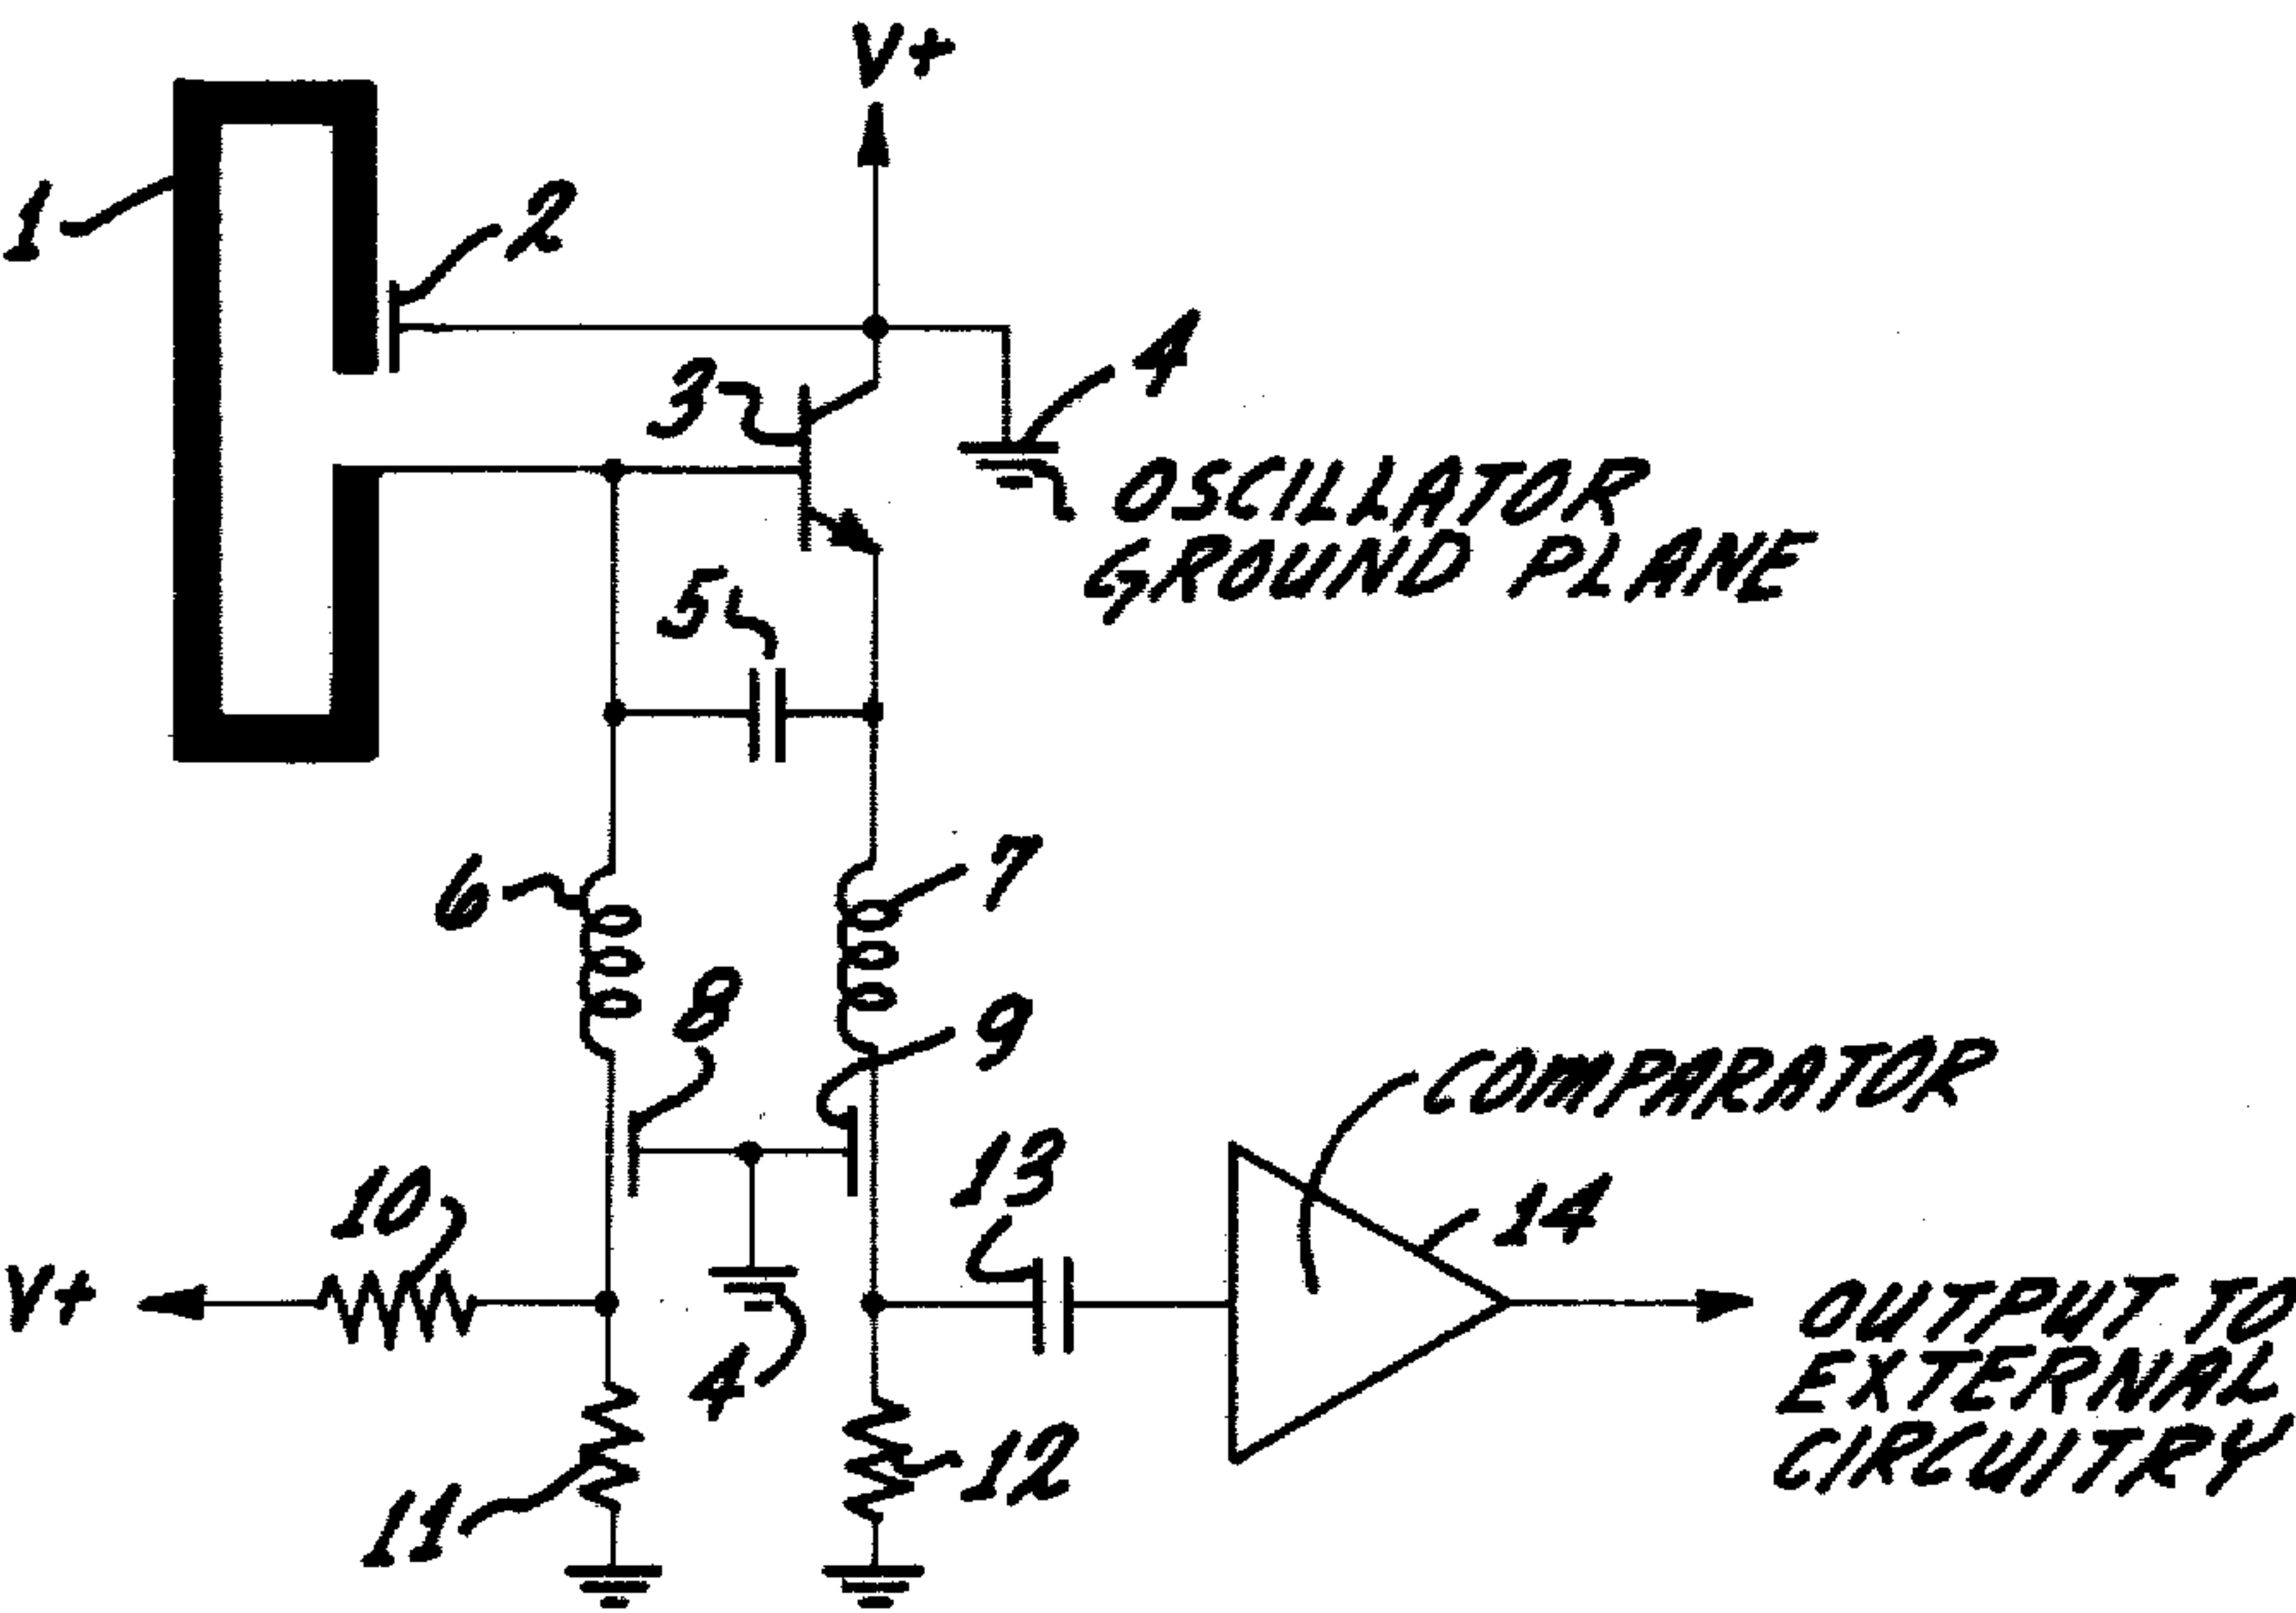 V+
1
2
3
4
OSCILLATOR
GROUND PLANE
5
6
7
8
9
COMPARATOR
10
13
14
V+
4
OUTPUT TO
EXTERNAL
CIRCUITRY
11
12